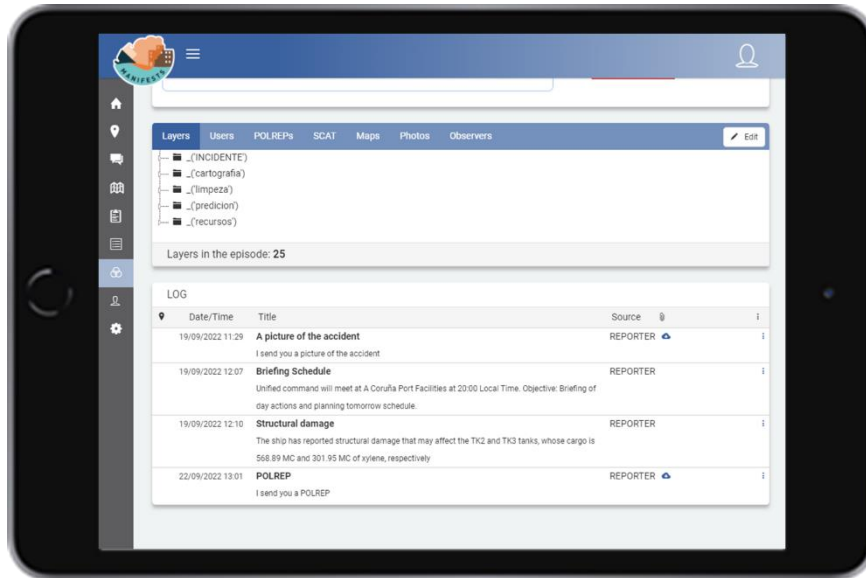 MANIFESTS
Layers Users POLREPs SCAT Maps Photos Observers Edit
_('INCIDENTE')
_('cartografia')
_('limpeza')
_('predicion')
_('recursos')
Layers in the episode: 25
LOG
Date/Time Title Source
19/09/2022 11:29 A picture of the accident REPORTER
I send you a picture of the accident
19/09/2022 12:07 Briefing Schedule REPORTER
Unified command will meet at A Coruña Port Facilities at 20:00 Local Time. Objective: Briefing of
day actions and planning tomorrow schedule.
19/09/2022 12:10 Structural damage REPORTER
The ship has reported structural damage that may affect the TK2 and TK3 tanks, whose cargo is
568.89 MC and 301.95 MC of xylene, respectively
22/09/2022 13:01 POLREP REPORTER
I send you a POLREP